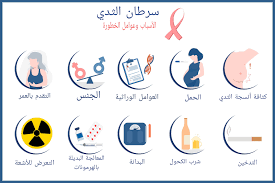 سرطان الثدي
الأسباب وعوامل الخطورة
التقدم بالعمر
الجنس
العوامل الوراثية
الحمل
كثافة أنسجة الثدي
التعرض للأشعة
المعالجة البديلة
بالهرمونات
البدانة
شرب الكحول
التدخين